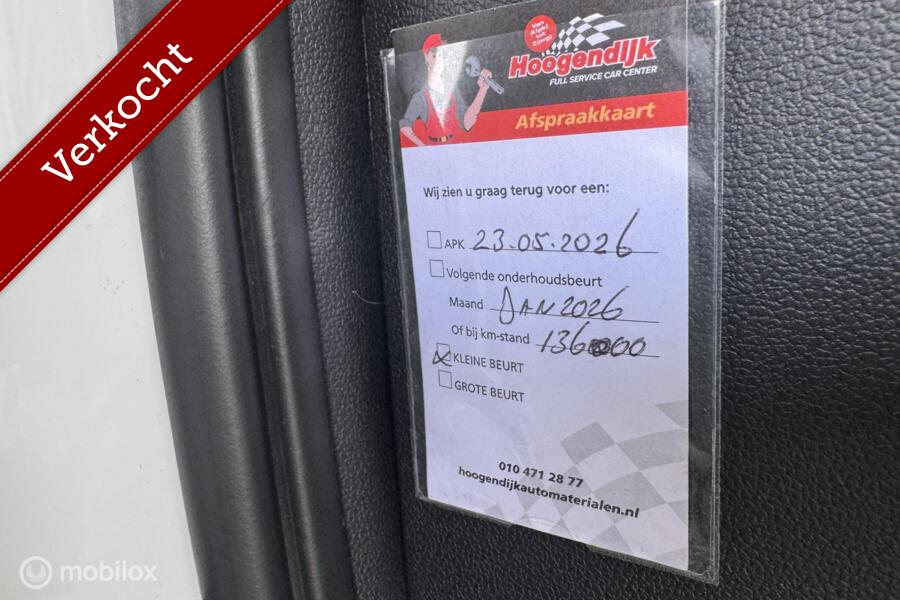 Verkocht
Van
Hoogendijk
FULL SERVICE CAR CENTER
Afspraakkaart
Wij zien u graag terug voor een:
APK 23-05-2026
Volgende onderhoudsbeurt
Maand JAN 2026
Of bij km-stand 136000
KLEINE BEURT
GROTE BEURT
010 471 28 77
hoogendijkautomaterialen.nl
mobilox